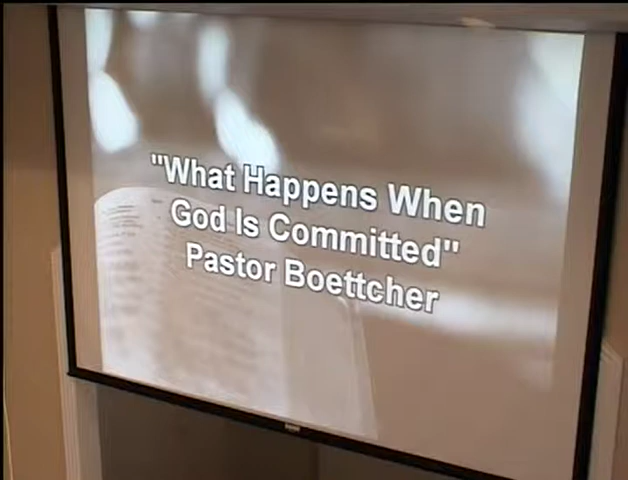 "What Happens When
God Is Committed"
Pastor Boettcher